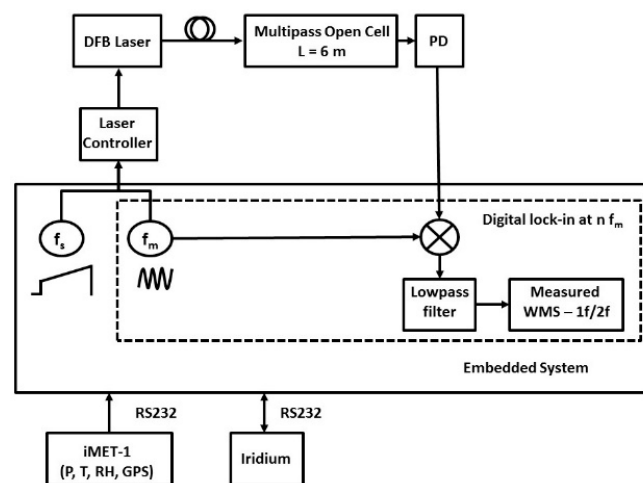 DFB Laser
Multipass Open Cell
L = 6 m
PD
Laser
Controller
fs
fm
Digital lock-in at n fm
Lowpass
filter
Measured
WMS – 1f/2f
Embedded System
RS232
RS232
iMET-1
(P, T, RH, GPS)
Iridium